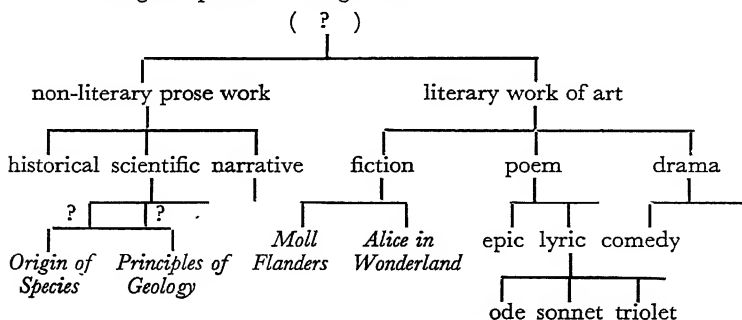 ( ? )
non-literary prose work literary work of art
historical scientific narrative fiction poem drama
? ?
Origin of Principles of Moll Alice in epic lyric comedy
Species Geology Flanders Wonderland
ode sonnet triolet